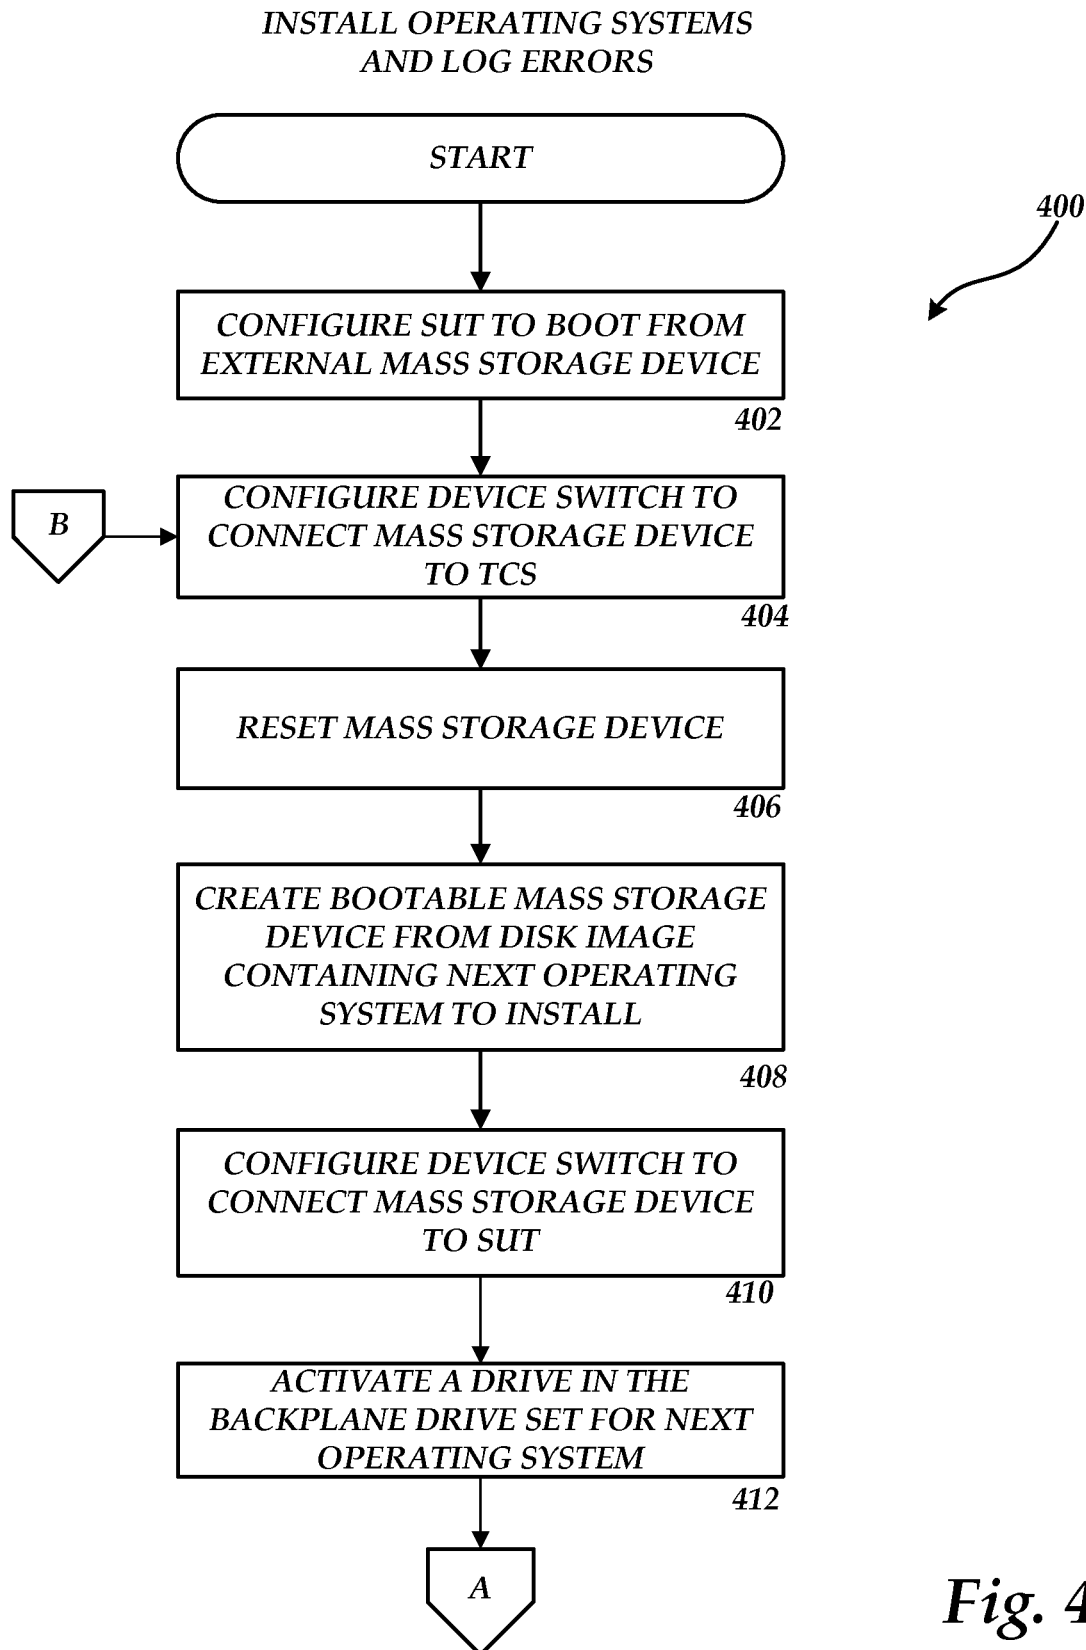 INSTALL OPERATING SYSTEMS
AND LOG ERRORS
START
400
CONFIGURE SUT TO BOOT FROM
EXTERNAL MASS STORAGE DEVICE
402
B
CONFIGURE DEVICE SWITCH TO
CONNECT MASS STORAGE DEVICE
TO TCS
404
RESET MASS STORAGE DEVICE
406
CREATE BOOTABLE MASS STORAGE
DEVICE FROM DISK IMAGE
CONTAINING NEXT OPERATING
SYSTEM TO INSTALL
408
CONFIGURE DEVICE SWITCH TO
CONNECT MASS STORAGE DEVICE
TO SUT
410
ACTIVATE A DRIVE IN THE
BACKPLANE DRIVE SET FOR NEXT
OPERATING SYSTEM
412
A
Fig. 4